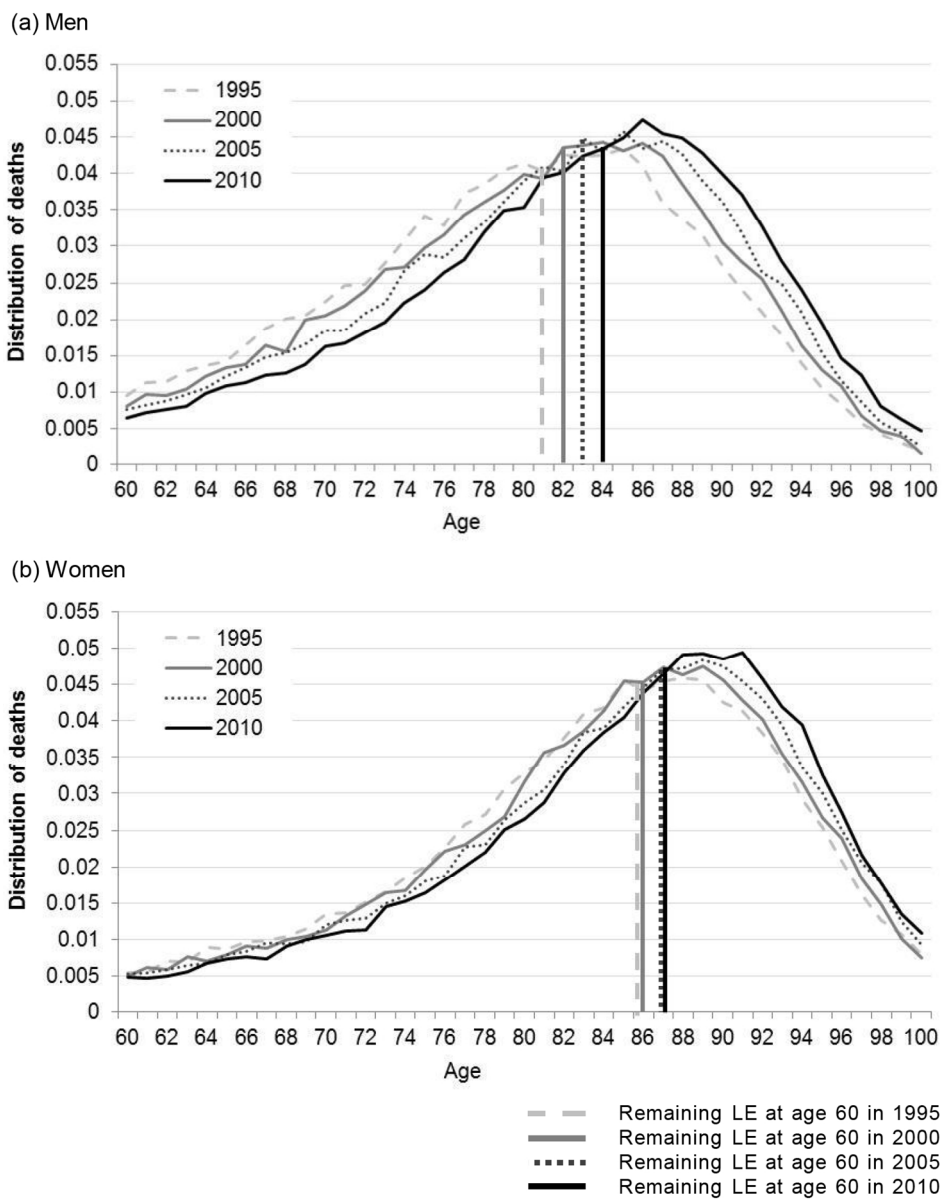 (a) Men
0.055
0.05
0.045
0.04
0.035
0.03
0.025
0.02
0.015
0.01
0.005
0
Distribution of deaths
1995
2000
2005
2010
60 62 64 66 68 70 72 74 76 78 80 82 84 86 88 90 92 94 96 98 100
Age
(b) Women
0.055
0.05
0.045
0.04
0.035
0.03
0.025
0.02
0.015
0.01
0.005
0
Distribution of deaths
1995
2000
2005
2010
60 62 64 66 68 70 72 74 76 78 80 82 84 86 88 90 92 94 96 98 100
Age
Remaining LE at age 60 in 1995
Remaining LE at age 60 in 2000
Remaining LE at age 60 in 2005
Remaining LE at age 60 in 2010